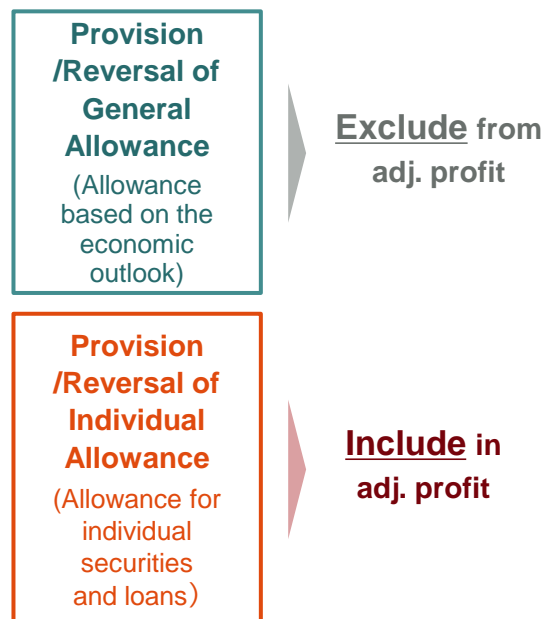 Provision
/Reversal of
General
Allowance
(Allowance
based on the
economic
outlook)
Exclude from
adj. profit
Provision
/Reversal of
Individual
Allowance
(Allowance for
individual
securities
and loans）
Include in
adj. profit